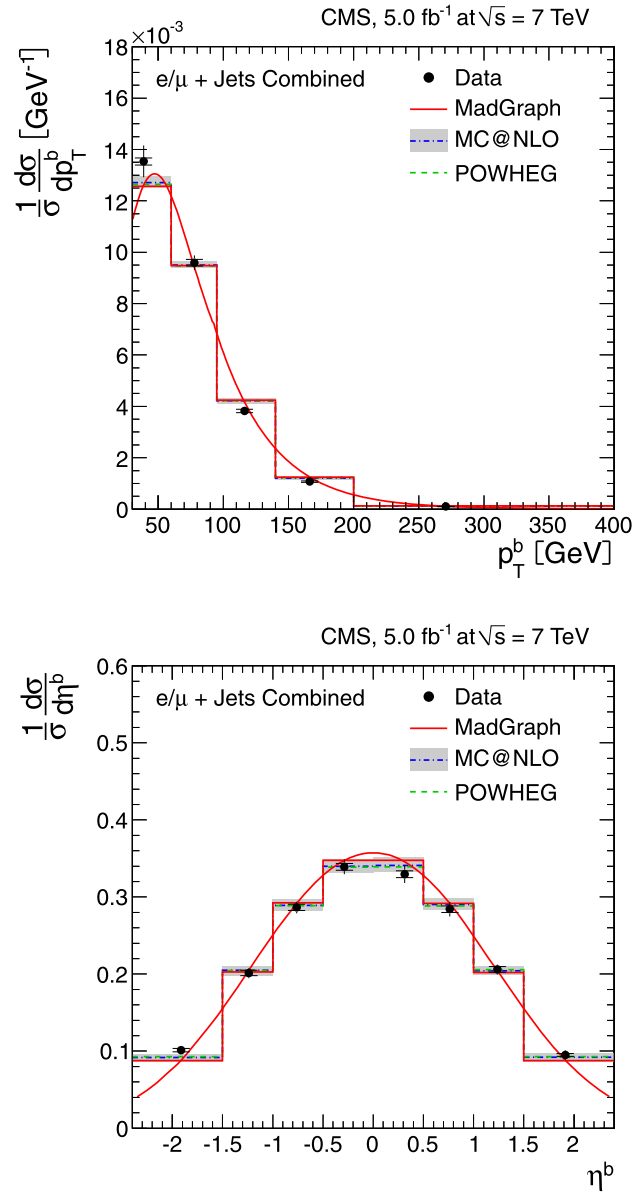 CMS, 5.0 fb⁻¹ at √s = 7 TeV
×10⁻³
18
16
14
12
10
8
6
4
2
0
1/σ dσ/dp_T^b [GeV⁻¹]
e/μ + Jets Combined
Data
MadGraph
MC@NLO
POWHEG
50 100 150 200 250 300 350 400
p_T^b [GeV]
CMS, 5.0 fb⁻¹ at √s = 7 TeV
0.6
0.5
0.4
0.3
0.2
0.1
0
1/σ dσ/dη^b
e/μ + Jets Combined
Data
MadGraph
MC@NLO
POWHEG
-2 -1.5 -1 -0.5 0 0.5 1 1.5 2
η^b